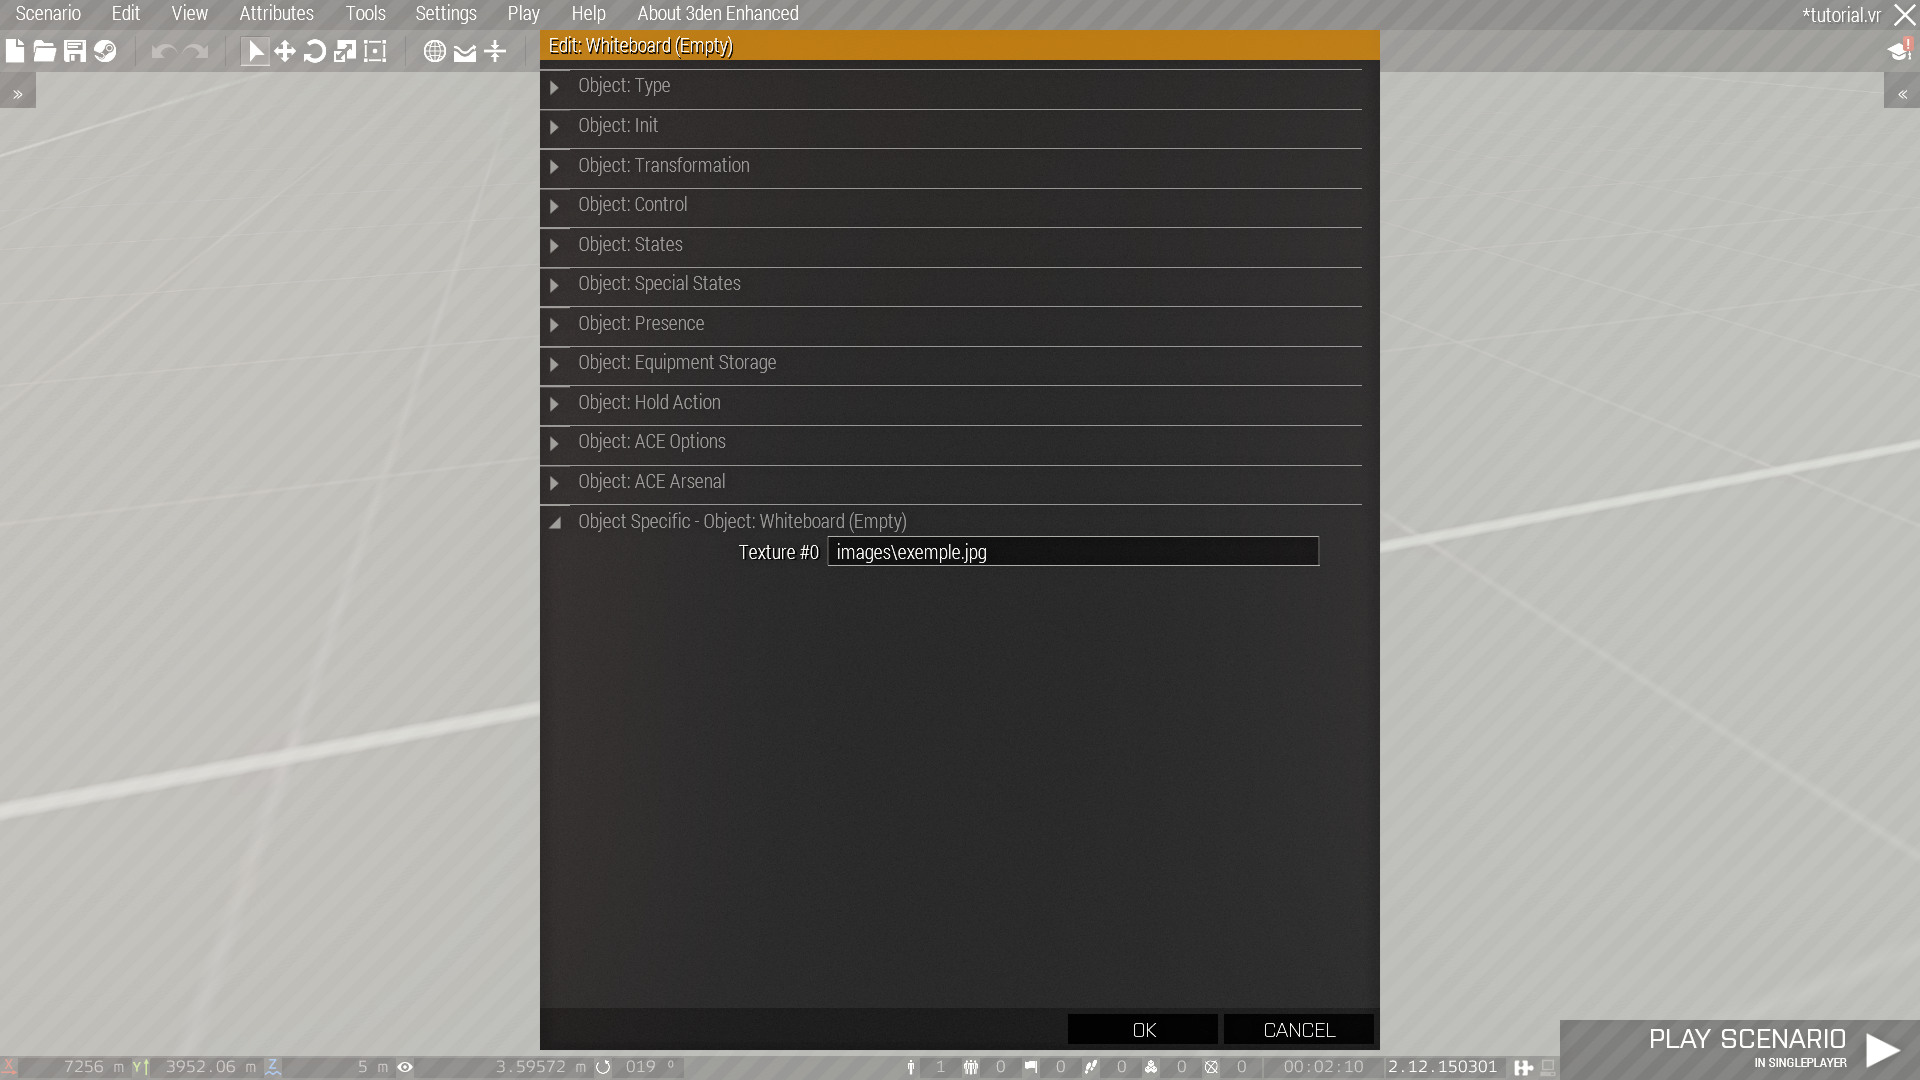 Scenario Edit View Attributes Tools Settings Play Help About 3den Enhanced *tutorial.vr
Edit: Whiteboard (Empty)
Object: Type
Object: Init
Object: Transformation
Object: Control
Object: States
Object: Special States
Object: Presence
Object: Equipment Storage
Object: Hold Action
Object: ACE Options
Object: ACE Arsenal
Object Specific - Object: Whiteboard (Empty)
Texture #0 images\exemple.jpg
OK CANCEL
PLAY SCENARIO
IN SINGLEPLAYER
X 7256 m Y 3952.06 m Z 5 m 3.59572 m 019 ° 1 0 0 0 0 0 00:02:10 2.12.150301